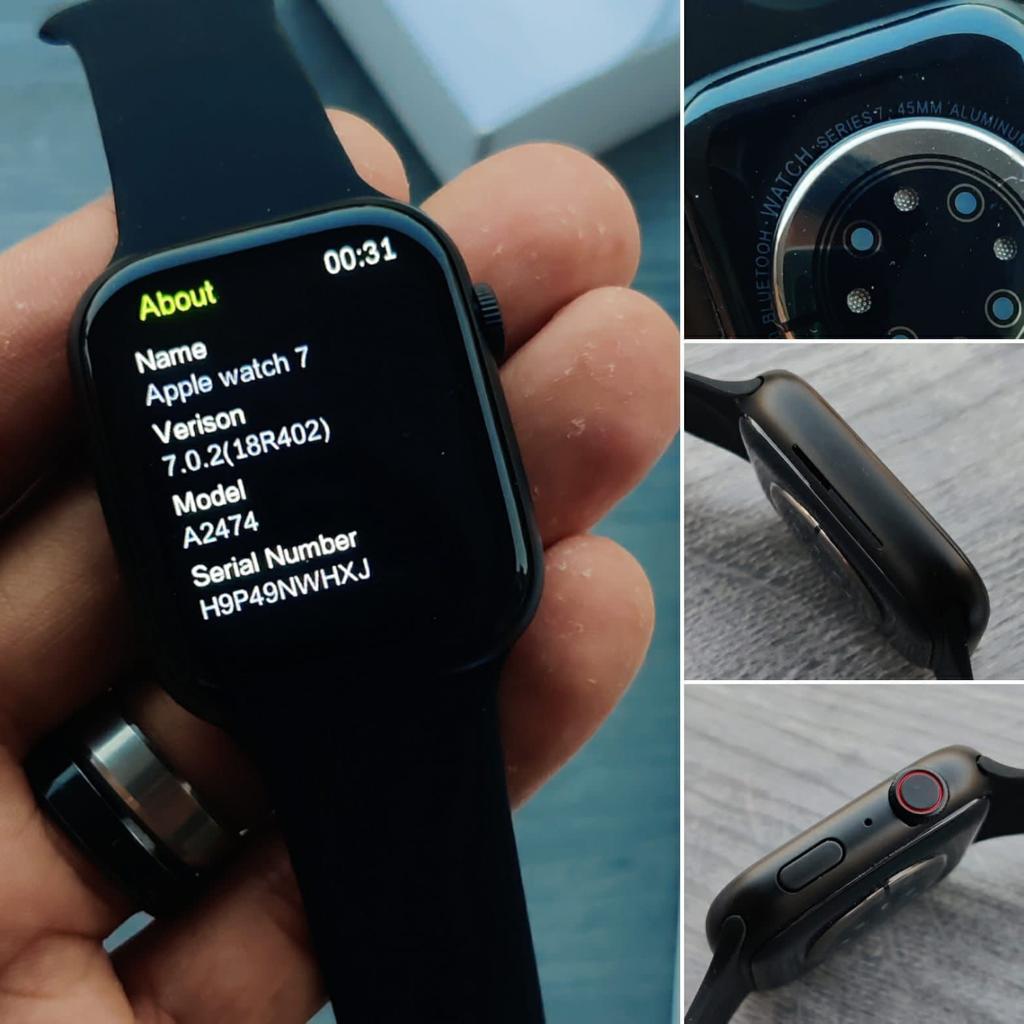 00:31
About
Name
Apple watch 7
Verison
7.0.2(18R402)
Model
A2474
Serial Number
H9P49NWHXJ
BLUETOOH WATCH SERIES 7 45MM ALUMINUM